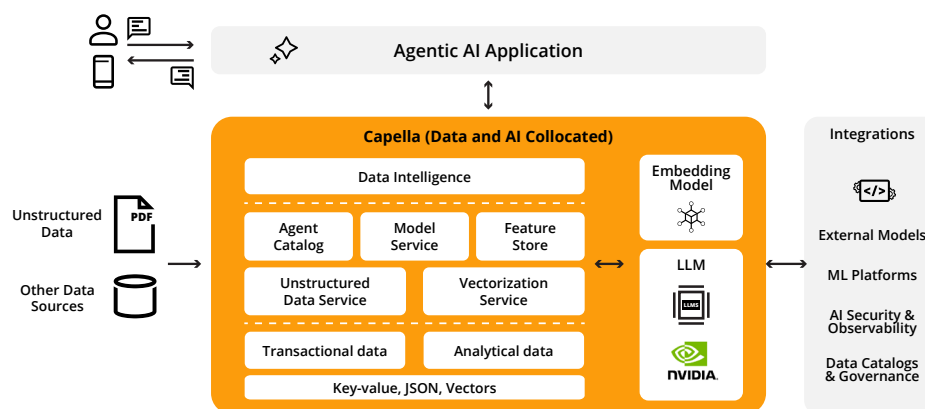 Agentic AI Application
Capella (Data and AI Collocated)
Data Intelligence
Agent
Catalog
Model
Service
Feature
Store
Unstructured
Data Service
Vectorization
Service
Transactional data
Analytical data
Key-value, JSON, Vectors
Embedding
Model
LLM
LLMS
NVIDIA.
Unstructured
Data
PDF
Other Data
Sources
Integrations
</>
External Models
ML Platforms
AI Security &
Observability
Data Catalogs
& Governance